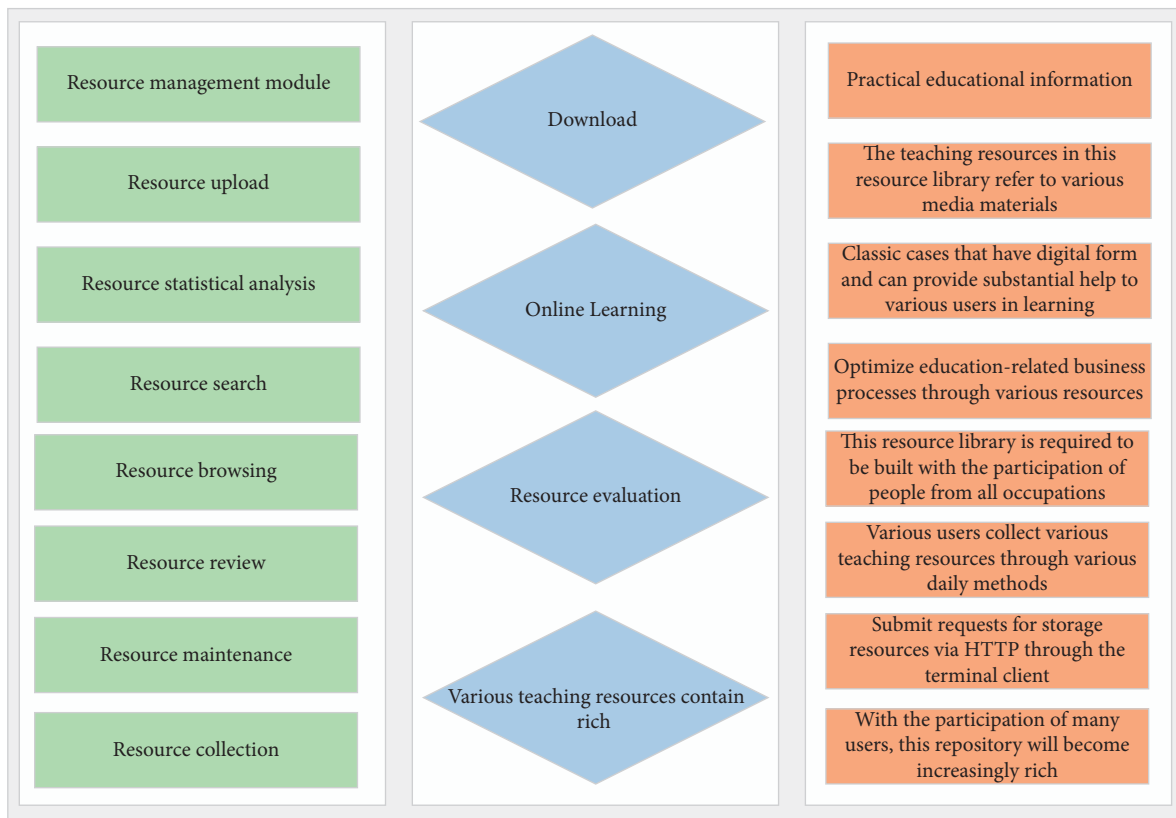 Resource management module
Resource upload
Resource statistical analysis
Resource search
Resource browsing
Resource review
Resource maintenance
Resource collection
Download
Online Learning
Resource evaluation
Various teaching resources contain
rich
Practical educational information
The teaching resources in this
resource library refer to various
media materials
Classic cases that have digital form
and can provide substantial help to
various users in learning
Optimize education-related business
processes through various resources
This resource library is required to
be built with the participation of
people from all occupations
Various users collect various
teaching resources through various
daily methods
Submit requests for storage
resources via HTTP through the
terminal client
With the participation of many
users, this repository will become
increasingly rich